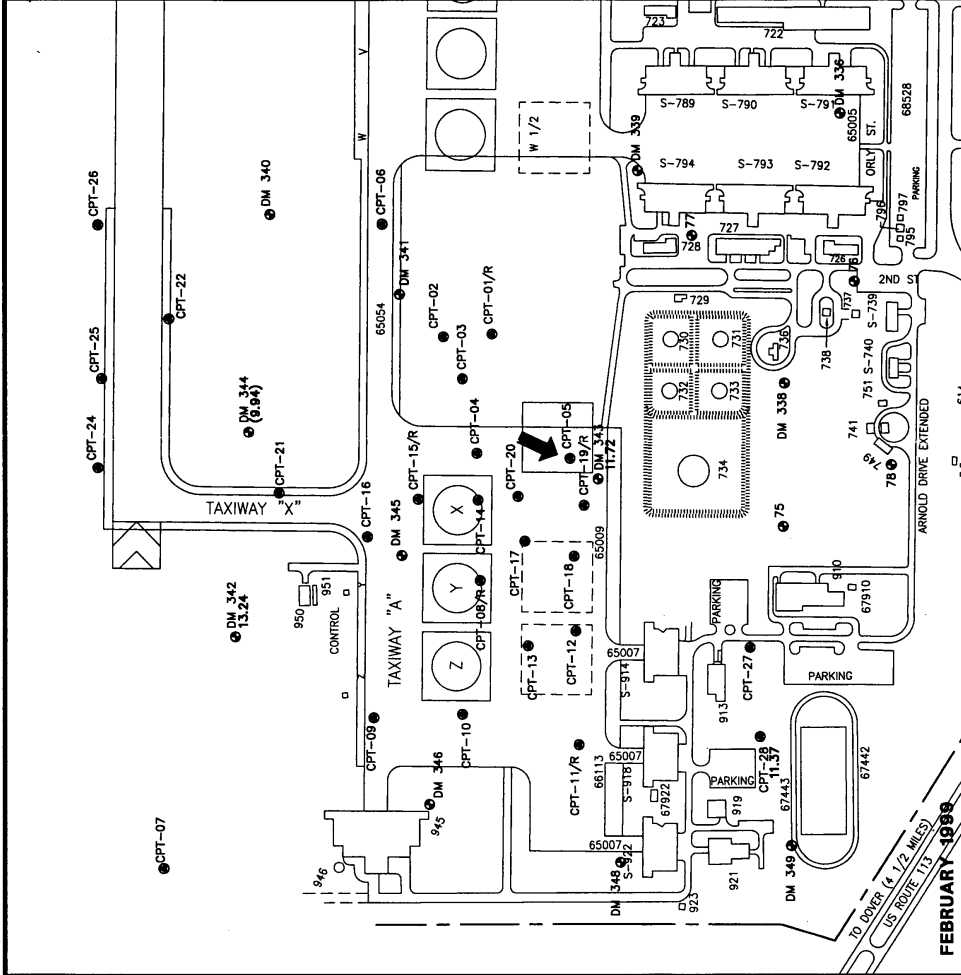 723
722
V
W
W 1/2
S-789
S-790
S-791
DM 336
65005
68528
DM 339
S-794
S-793
S-792
ORLY ST.
PARKING
CPT-26
DM 340
CPT-06
77
728
727
726
796
797
795
CPT-22
DM 341
76
2ND ST
CPT-25
65054
CPT-02
CPT-01/R
CPT-03
729
730
731
736
737
738
S-739
732
733
S-740
751
DM 338
CPT-24
DM 344
(9.94)
CPT-04
CPT-05
741
749
CPT-21
CPT-15/R
CPT-20
CPT-19/R
DM 343
11.72
734
78
ARNOLD DRIVE EXTENDED
TAXIWAY "X"
CPT-16
X
CPT-14
75
DM 345
CPT-17
65009
CPT-18
951
950
Y
CPT-08/R
910
67910
DM 342
13.24
CONTROL
TAXIWAY "A"
PARKING
Z
CPT-13
CPT-12
65007
S-914
CPT-27
913
PARKING
CPT-09
CPT-10
CPT-11/R
66113
65007
S-918
67922
PARKING
CPT-28
11.37
67443
67442
DM 346
945
919
CPT-07
946
65007
S-922
DM 348
921
DM 349
923
TO DOVER (4 1/2 MILES)
US ROUTE 113
FEBRUARY 1999